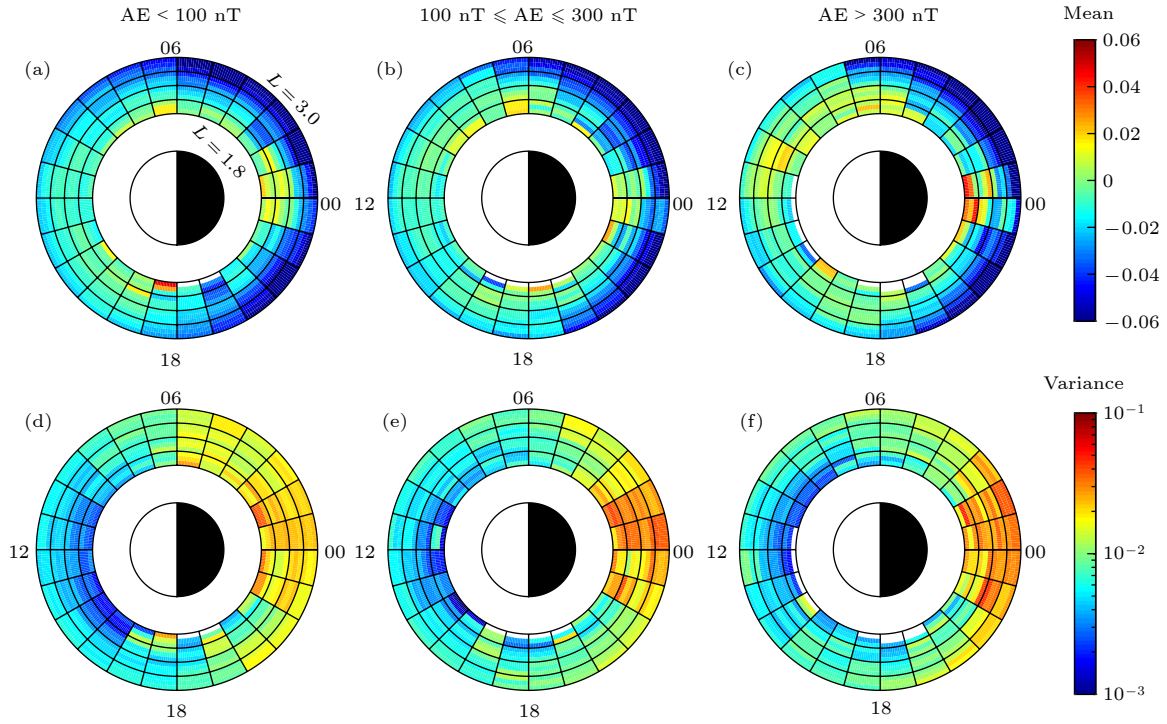 AE < 100 nT
100 nT ⩽ AE ⩽ 300 nT
AE > 300 nT
Mean
06
06
06
(a)
(b)
(c)
L = 3.0
L = 1.8
0.06
0.04
0.02
0
−0.02
−0.04
−0.06
12
00
12
00
12
00
18
18
18
Variance
06
06
06
(d)
(e)
(f)
10⁻¹
10⁻²
10⁻³
12
00
12
00
12
00
18
18
18